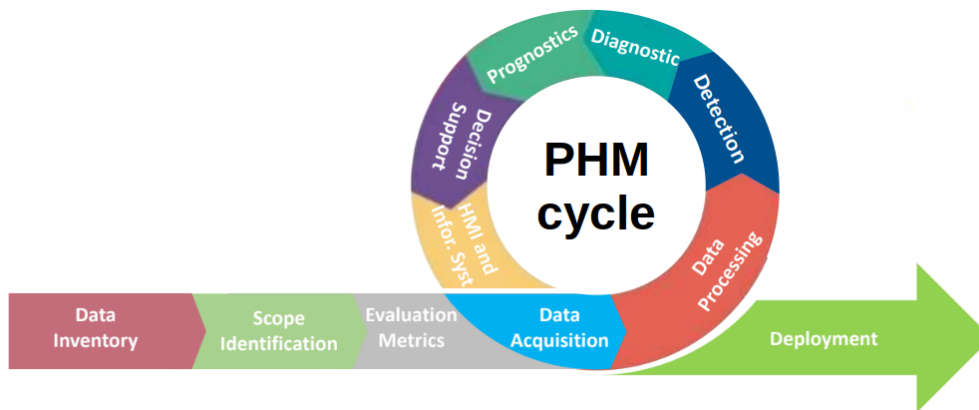 Prognostics
Diagnostic
Detection
Decision
Support
PHM
cycle
HMI and
Infor. Syst
Data
Processing
Data
Inventory
Scope
Identification
Evaluation
Metrics
Data
Acquisition
Deployment